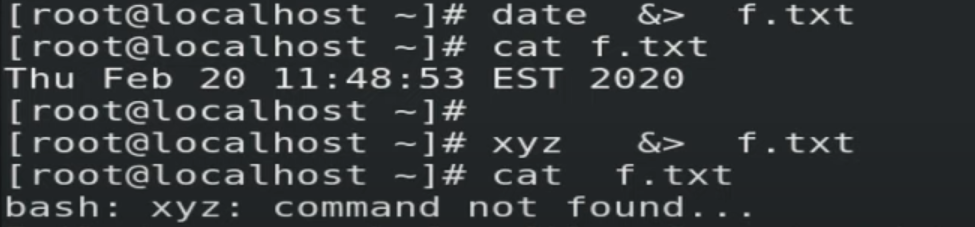 [root@localhost ~]# date  &>  f.txt
[root@localhost ~]# cat f.txt
Thu Feb 20 11:48:53 EST 2020
[root@localhost ~]#
[root@localhost ~]# xyz   &>  f.txt
[root@localhost ~]# cat  f.txt
bash: xyz: command not found...